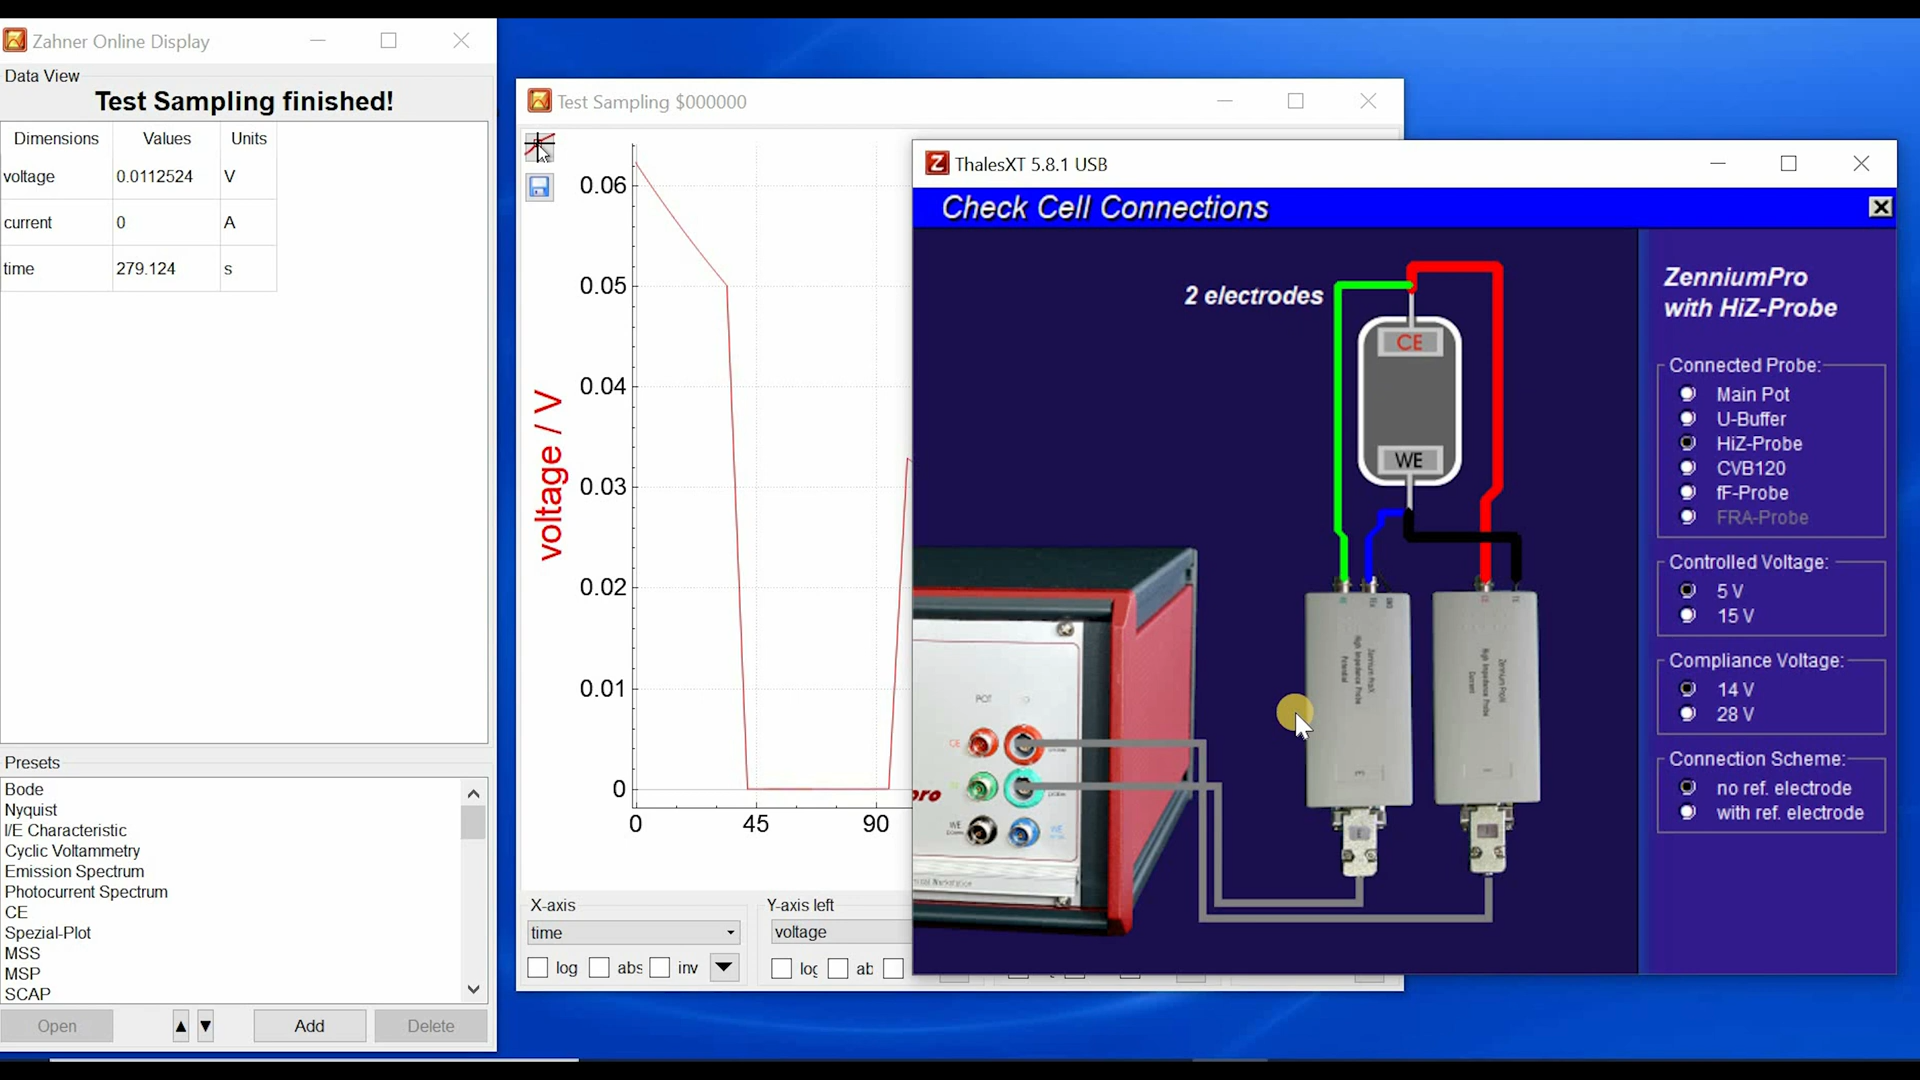 Zahner Online Display
Data View
Test Sampling finished!
Dimensions Values Units
voltage 0.0112524 V
current 0 A
time 279.124 s
Presets
Bode
Nyquist
I/E Characteristic
Cyclic Voltammetry
Emission Spectrum
Photocurrent Spectrum
CE
Spezial-Plot
MSS
MSP
SCAP
Open ▲ ▼ Add Delete
Test Sampling $000000
voltage / V
0.06
0.05
0.04
0.03
0.02
0.01
0
0 45 90
X-axis
time
log abs inv
Y-axis left
voltage
ab
ThalesXT 5.8.1 USB
Check Cell Connections
2 electrodes
CE
WE
POT
CE
WE
pro
ZenniumPro
with HiZ-Probe
Connected Probe:
Main Pot
U-Buffer
HiZ-Probe
CVB120
fF-Probe
FRA-Probe
Controlled Voltage:
5 V
15 V
Compliance Voltage:
14 V
28 V
Connection Scheme:
no ref. electrode
with ref. electrode